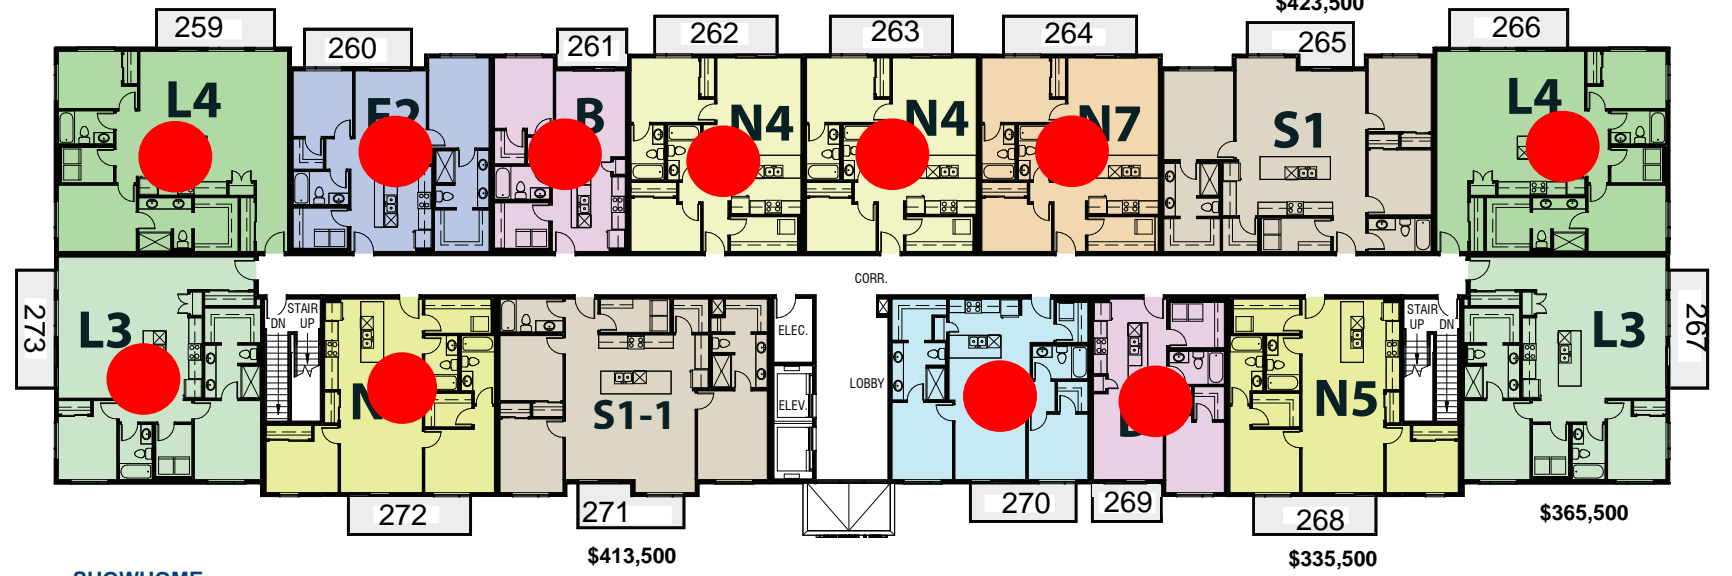 $423,500
259
260
261
262
263
264
265
266
L4
B
N4
N4
N7
S1
L4
CORR.
273
L3
STAIR
DN UP
ELEC.
LOBBY
ELEV.
S1-1
N5
STAIR
UP DN
L3
267
272
271
270
269
268
$413,500
$335,500
$365,500
SHOWHOME